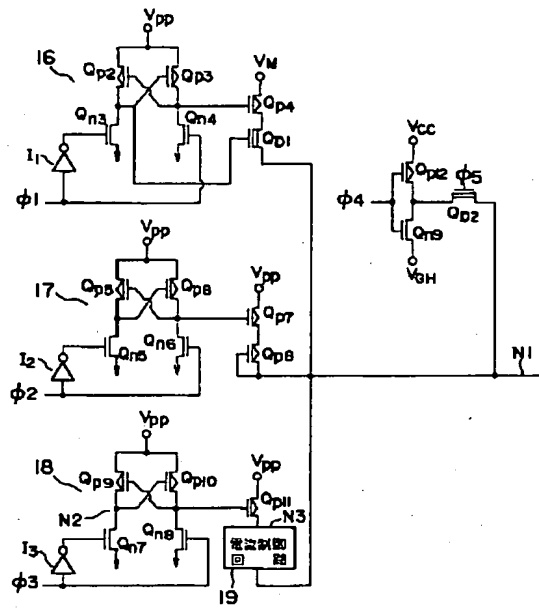 Vpp
16
Qp2
Qp3
VM
Qp4
Qn3
Qn4
QD1
I1
φ1
VCC
Qp12
φ5
φ4
QD2
Qn9
VGH
Vpp
17
Qp5
Qp6
Vpp
Qp7
Qn5
Qn6
Qp8
I2
φ2
N1
Vpp
18
Qp9
Qp10
Vpp
Qp11
N2
N3
Qn7
Qn8
電流制御
回路
I3
φ3
19